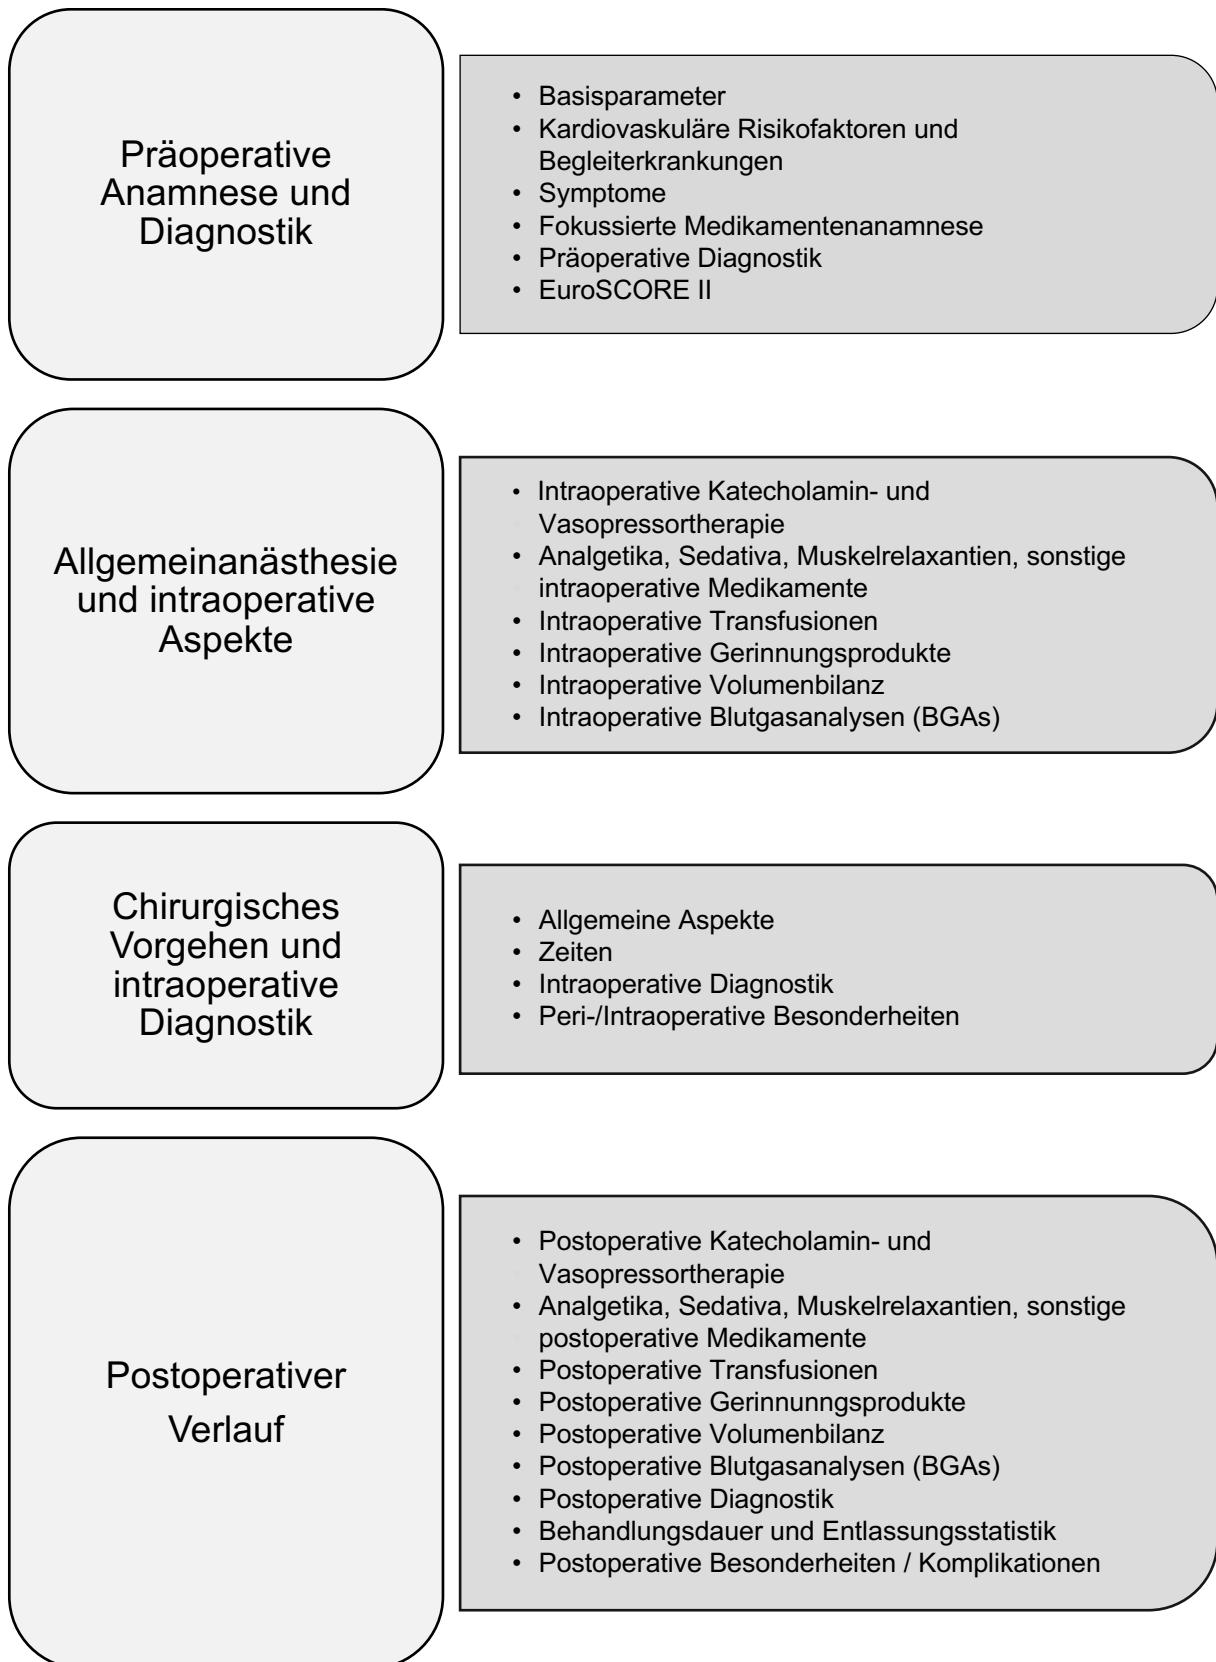 Präoperative
Anamnese und
Diagnostik
• Basisparameter
• Kardiovaskuläre Risikofaktoren und
Begleiterkrankungen
• Symptome
• Fokussierte Medikamentenanamnese
• Präoperative Diagnostik
• EuroSCORE II
Allgemeinanästhesie
und intraoperative
Aspekte
• Intraoperative Katecholamin- und
Vasopressortherapie
• Analgetika, Sedativa, Muskelrelaxantien, sonstige
intraoperative Medikamente
• Intraoperative Transfusionen
• Intraoperative Gerinnungsprodukte
• Intraoperative Volumenbilanz
• Intraoperative Blutgasanalysen (BGAs)
Chirurgisches
Vorgehen und
intraoperative
Diagnostik
• Allgemeine Aspekte
• Zeiten
• Intraoperative Diagnostik
• Peri-/Intraoperative Besonderheiten
Postoperativer
Verlauf
• Postoperative Katecholamin- und
Vasopressortherapie
• Analgetika, Sedativa, Muskelrelaxantien, sonstige
postoperative Medikamente
• Postoperative Transfusionen
• Postoperative Gerinnunngsprodukte
• Postoperative Volumenbilanz
• Postoperative Blutgasanalysen (BGAs)
• Postoperative Diagnostik
• Behandlungsdauer und Entlassungsstatistik
• Postoperative Besonderheiten / Komplikationen